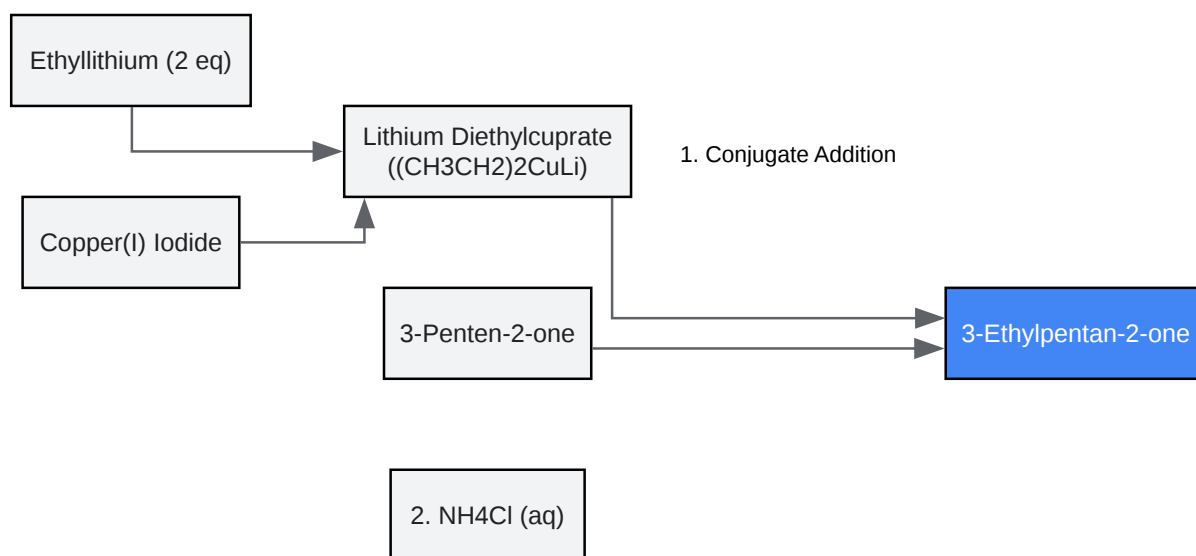 Ethyllithium (2 eq)
Lithium Diethylcuprate
((CH3CH2)2CuLi)
1. Conjugate Addition
Copper(I) Iodide
3-Penten-2-one
3-Ethylpentan-2-one
2. NH4Cl (aq)